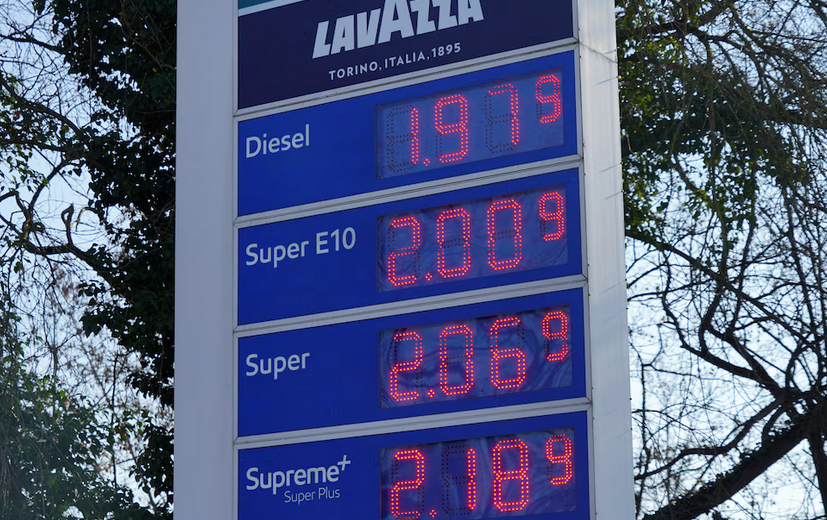 LAVAZZA
TORINO, ITALIA, 1895
Diesel 1.97⁹
Super E10 2.00⁹
Super 2.06⁹
Supreme+ 2.18⁹
Super Plus